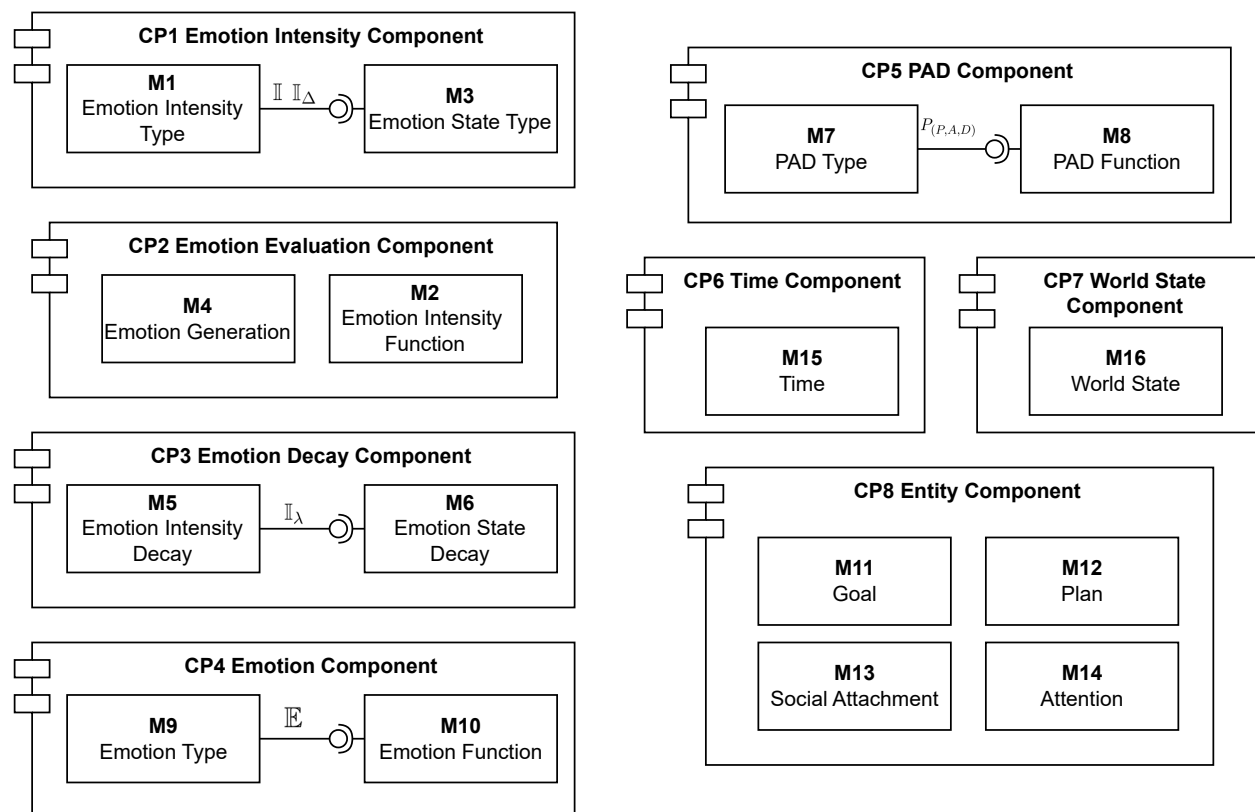 CP1 Emotion Intensity Component
M1
Emotion Intensity
Type
𝕀 𝕀_Δ
M3
Emotion State Type
CP2 Emotion Evaluation Component
M4
Emotion Generation
M2
Emotion Intensity
Function
CP3 Emotion Decay Component
M5
Emotion Intensity
Decay
𝕀_λ
M6
Emotion State
Decay
CP4 Emotion Component
M9
Emotion Type
𝔼
M10
Emotion Function
CP5 PAD Component
M7
PAD Type
P_(P,A,D)
M8
PAD Function
CP6 Time Component
M15
Time
CP7 World State
Component
M16
World State
CP8 Entity Component
M11
Goal
M12
Plan
M13
Social Attachment
M14
Attention